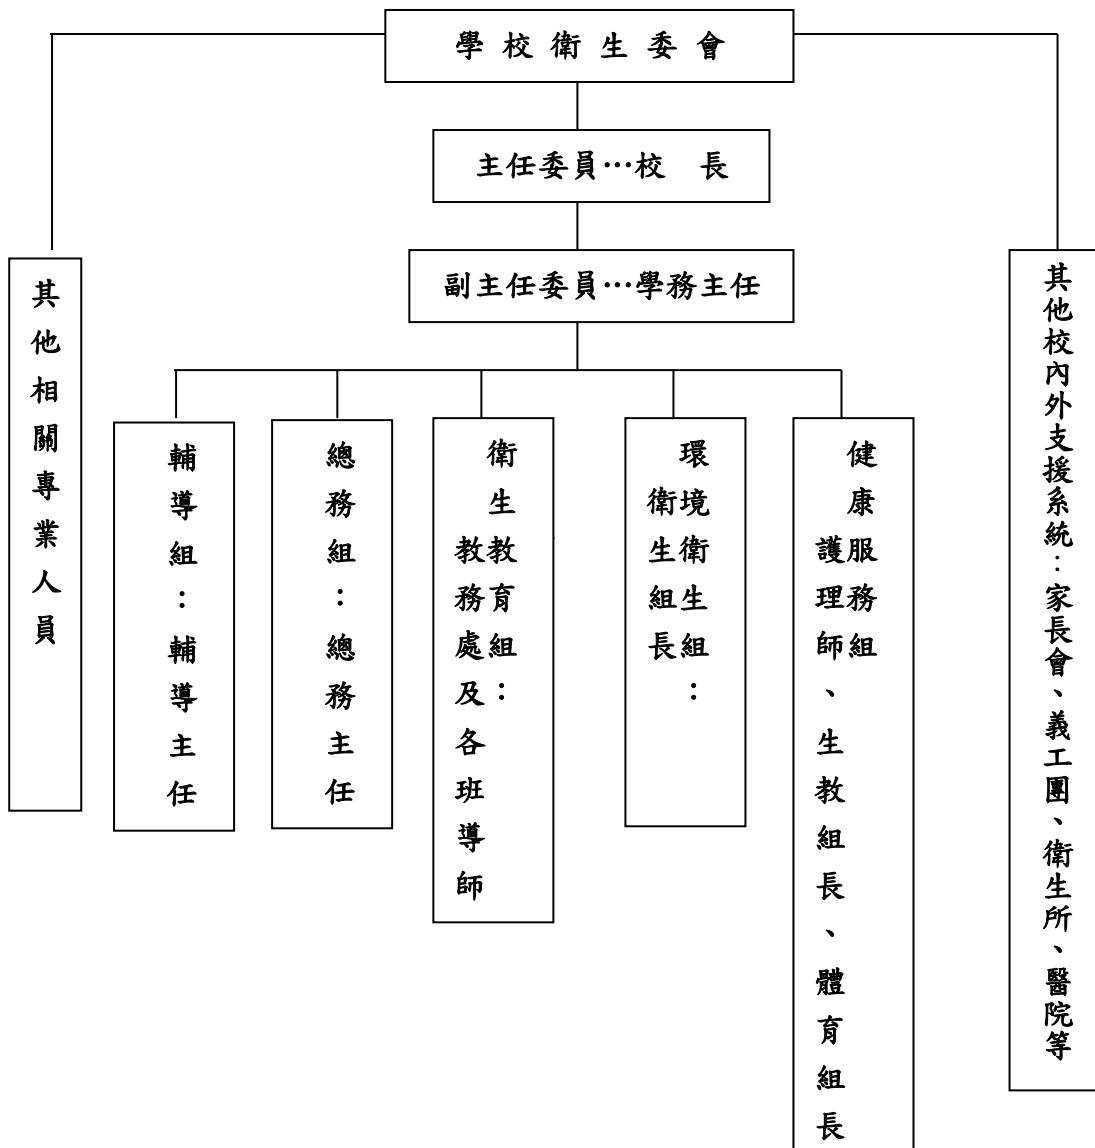 學校衛生委會
主任委員…校　長
副主任委員…學務主任
其他相關專業人員
輔導組：輔導主任
總務組：總務主任
衛生教育組：
教務處及各班導師
環境衛生組：
衛生組長
健康服務組
護理師、生教組長、體育組長
其他校內外支援系統：家長會、義工團、衛生所、醫院等